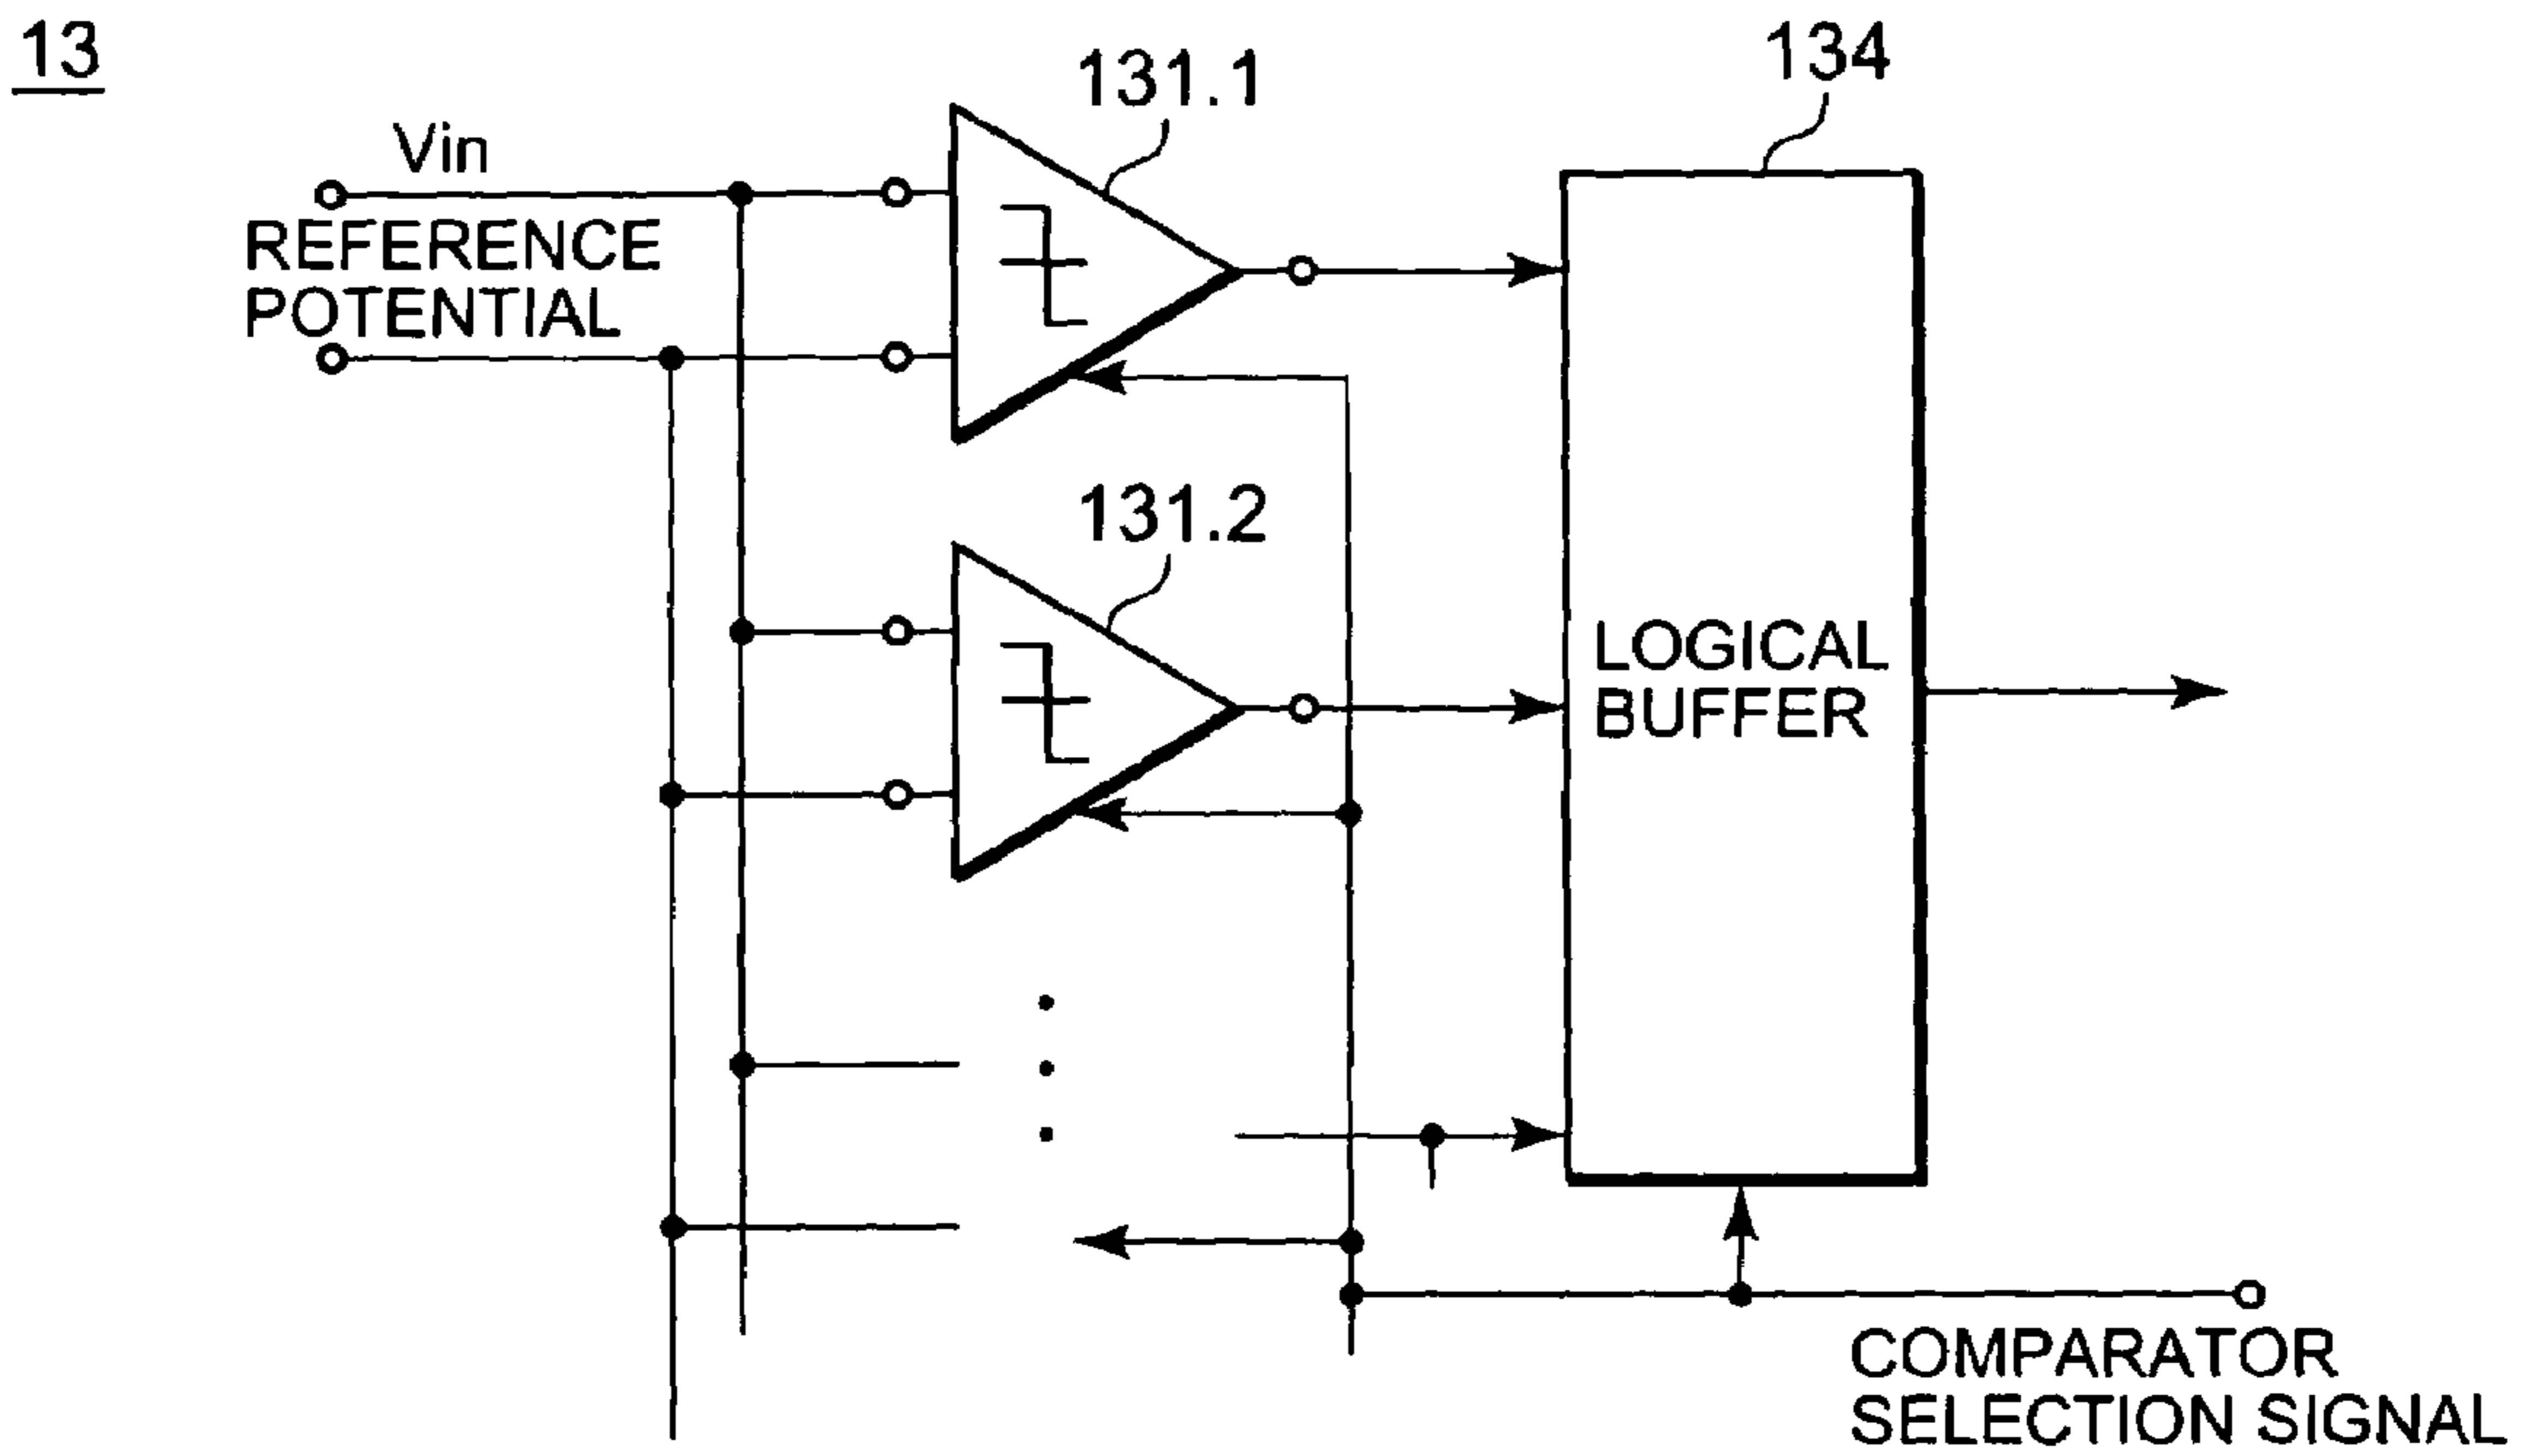 13
131.1
134
Vin
REFERENCE
POTENTIAL
131.2
LOGICAL
BUFFER
COMPARATOR
SELECTION SIGNAL